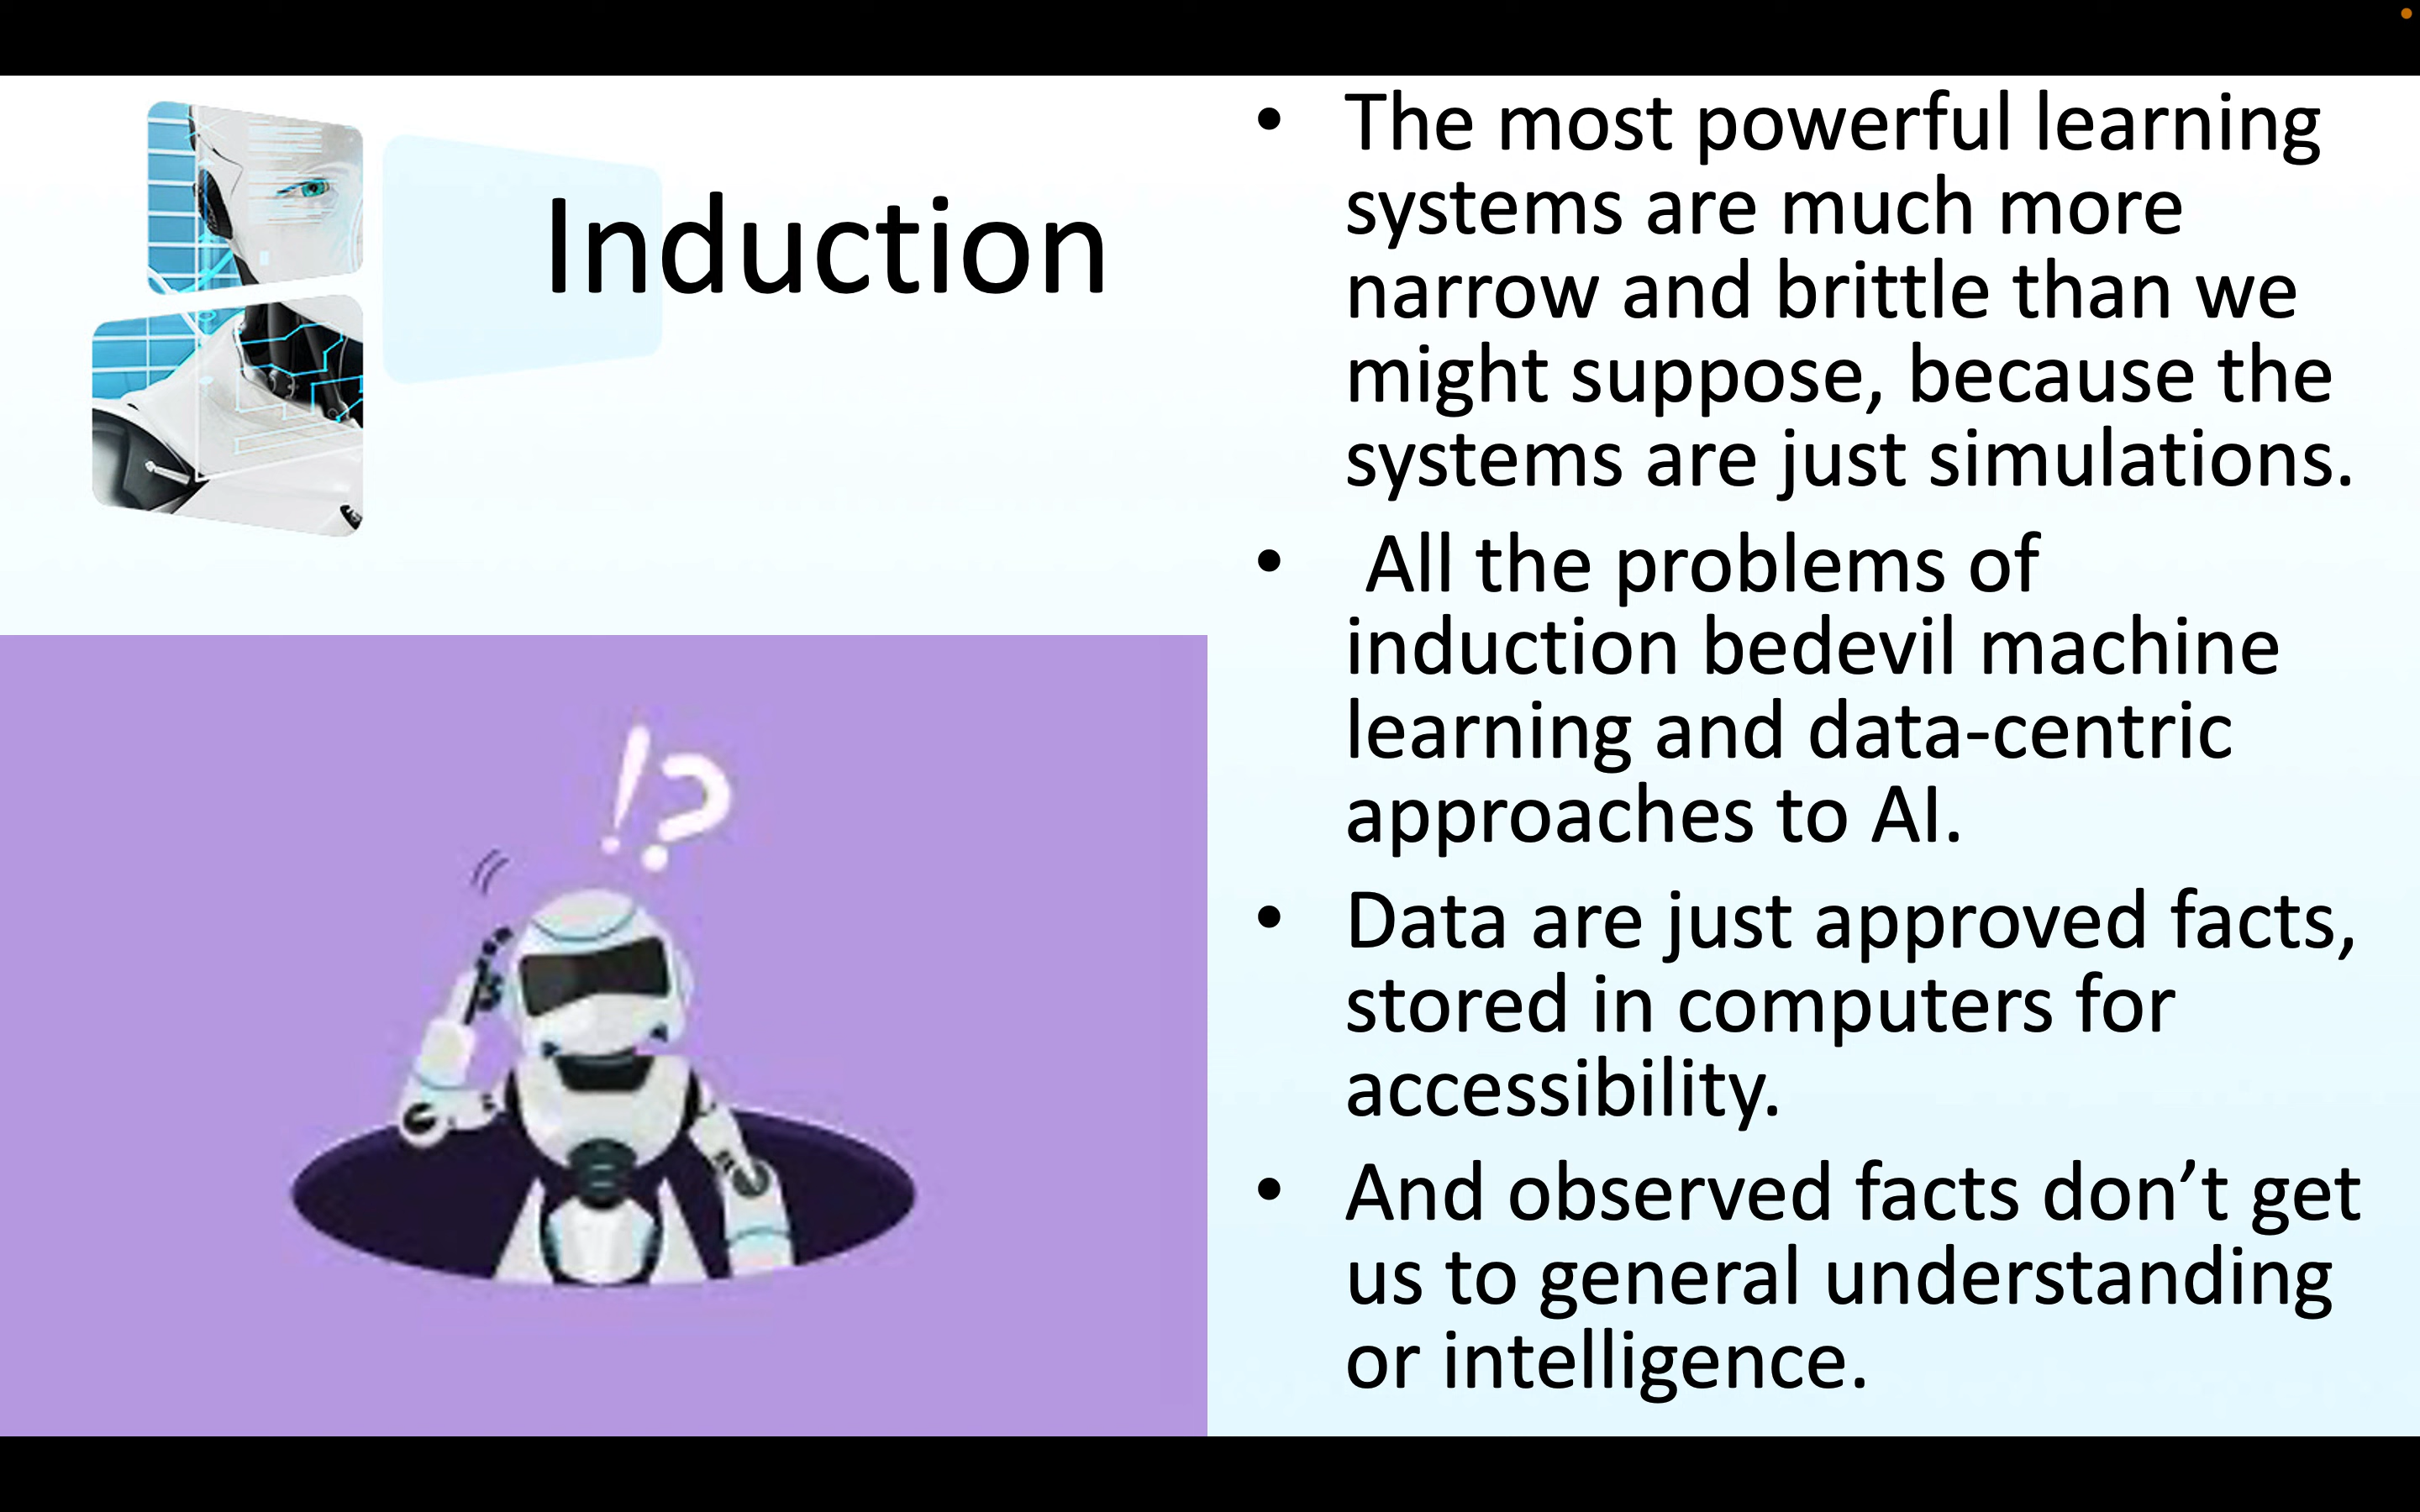 Induction
• The most powerful learning
systems are much more
narrow and brittle than we
might suppose, because the
systems are just simulations.
• All the problems of
induction bedevil machine
learning and data-centric
approaches to AI.
• Data are just approved facts,
stored in computers for
accessibility.
• And observed facts don’t get
us to general understanding
or intelligence.
!?